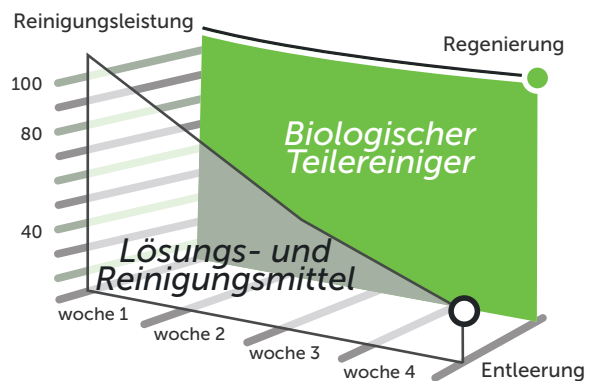 Reinigungsleistung
Regenierung
100
80
40
Biologischer
Teilereiniger
Lösungs- und
Reinigungsmittel
woche 1
woche 2
woche 3
woche 4
Entleerung